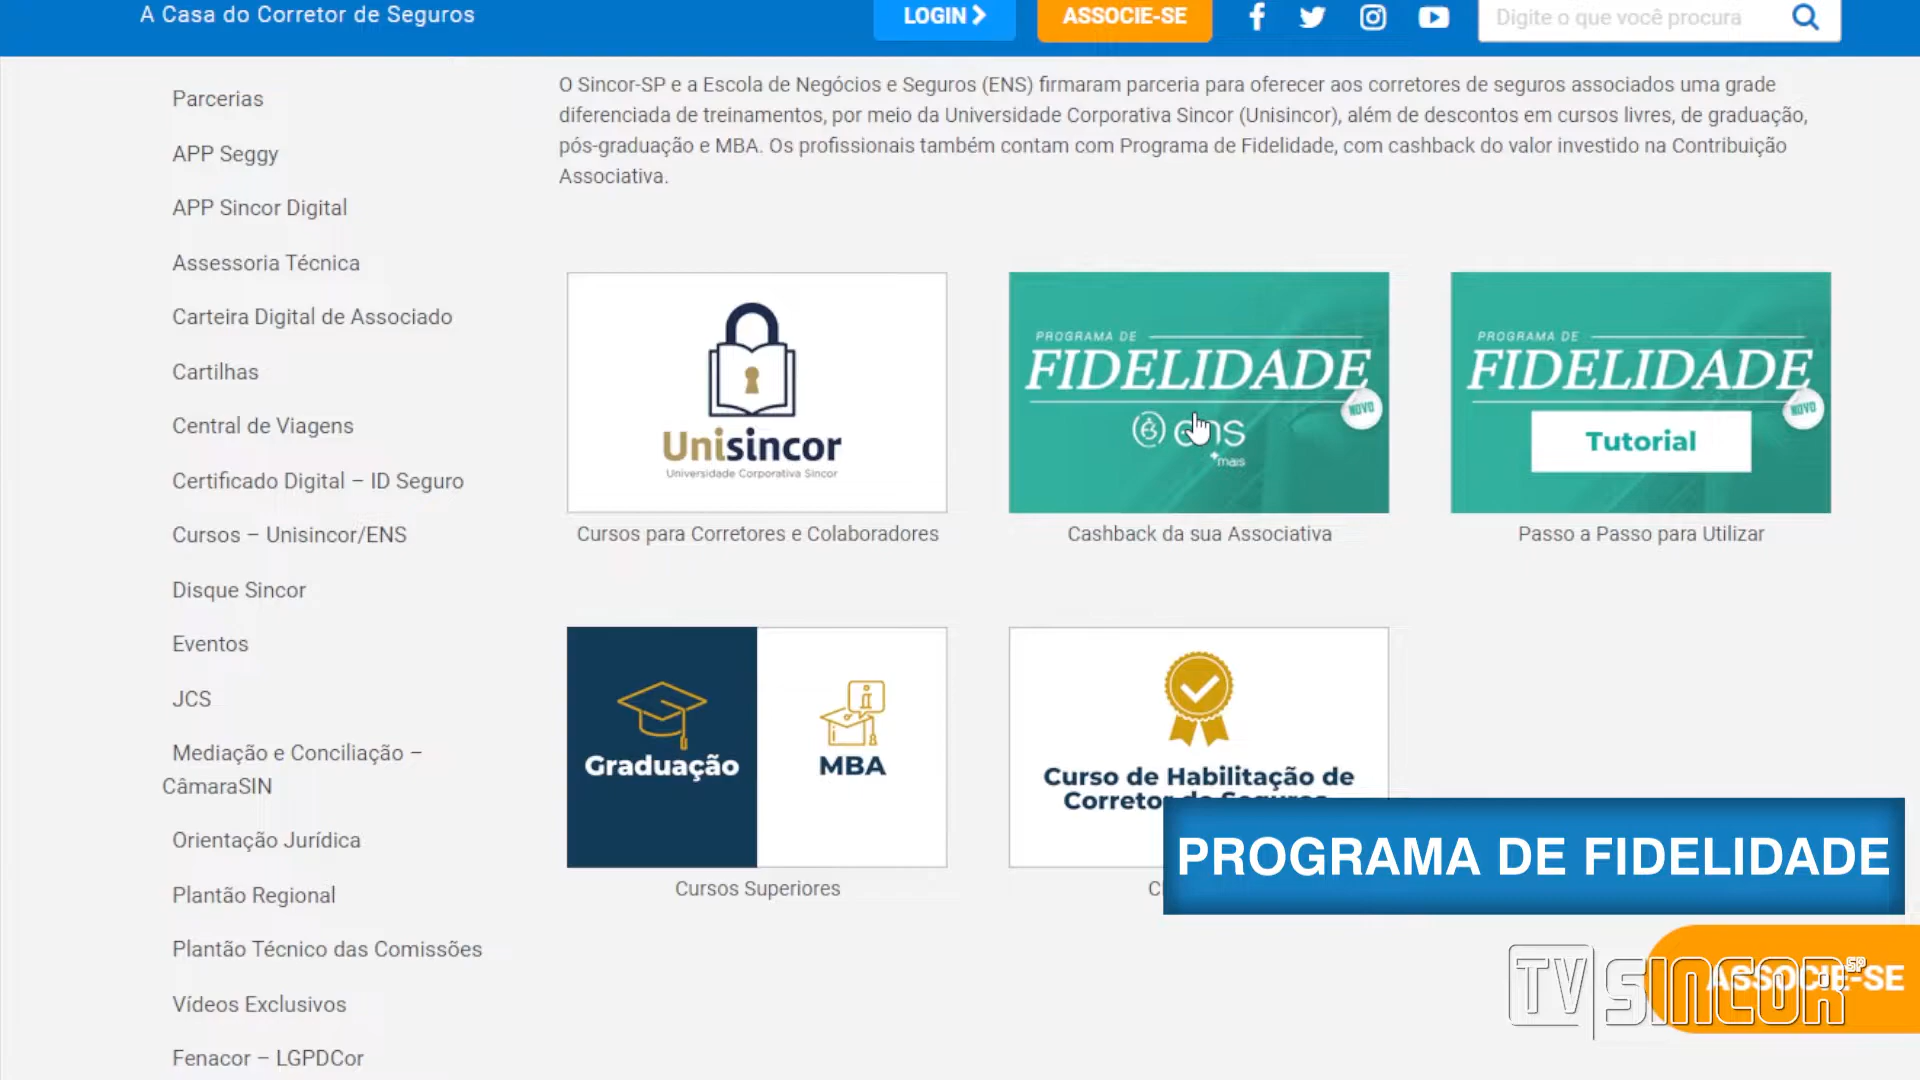 A Casa do Corretor de Seguros
LOGIN
ASSOCIE-SE
Digite o que você procura
Parcerias
APP Seggy
APP Sincor Digital
Assessoria Técnica
Carteira Digital de Associado
Cartilhas
Central de Viagens
Certificado Digital – ID Seguro
Cursos – Unisincor/ENS
Disque Sincor
Eventos
JCS
Mediação e Conciliação –
CâmaraSIN
Orientação Jurídica
Plantão Regional
Plantão Técnico das Comissões
Vídeos Exclusivos
Fenacor – LGPDCor
O Sincor-SP e a Escola de Negócios e Seguros (ENS) firmaram parceria para oferecer aos corretores de seguros associados uma grade
diferenciada de treinamentos, por meio da Universidade Corporativa Sincor (Unisincor), além de descontos em cursos livres, de graduação,
pós-graduação e MBA. Os profissionais também contam com Programa de Fidelidade, com cashback do valor investido na Contribuição
Associativa.
Unisincor
Universidade Corporativa Sincor
Cursos para Corretores e Colaboradores
PROGRAMA DE
FIDELIDADE
NOVO
ens
+mais
Cashback da sua Associativa
PROGRAMA DE
FIDELIDADE
NOVO
Tutorial
Passo a Passo para Utilizar
Graduação
MBA
Cursos Superiores
Curso de Habilitação de
Corretor de Seguros
PROGRAMA DE FIDELIDADE
ASSOCIE-SE
TV SINCOR SP